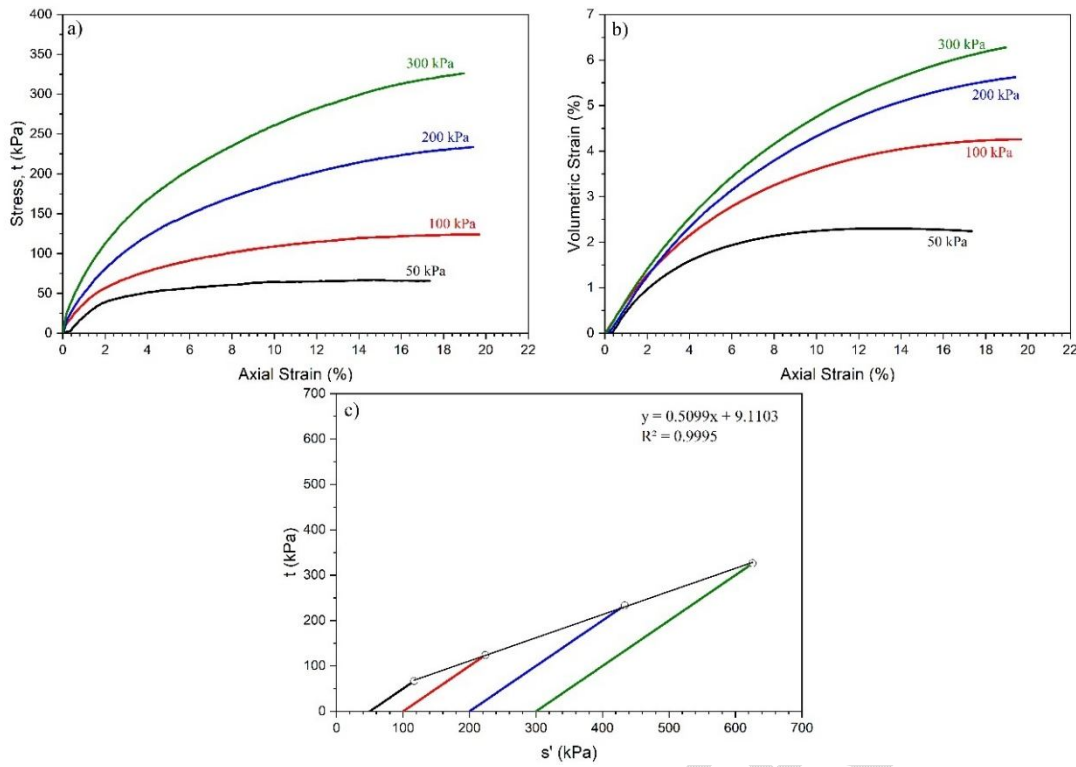 a)
400
350
300
250
200
150
100
50
0
Stress, t (kPa)
300 kPa
200 kPa
100 kPa
50 kPa
0 2 4 6 8 10 12 14 16 18 20 22
Axial Strain (%)
b)
7
6
5
4
3
2
1
0
Volumetric Strain (%)
300 kPa
200 kPa
100 kPa
50 kPa
0 2 4 6 8 10 12 14 16 18 20 22
Axial Strain (%)
c)
y = 0.5099x + 9.1103
R² = 0.9995
700
600
500
400
300
200
100
0
t (kPa)
0 100 200 300 400 500 600 700
s' (kPa)